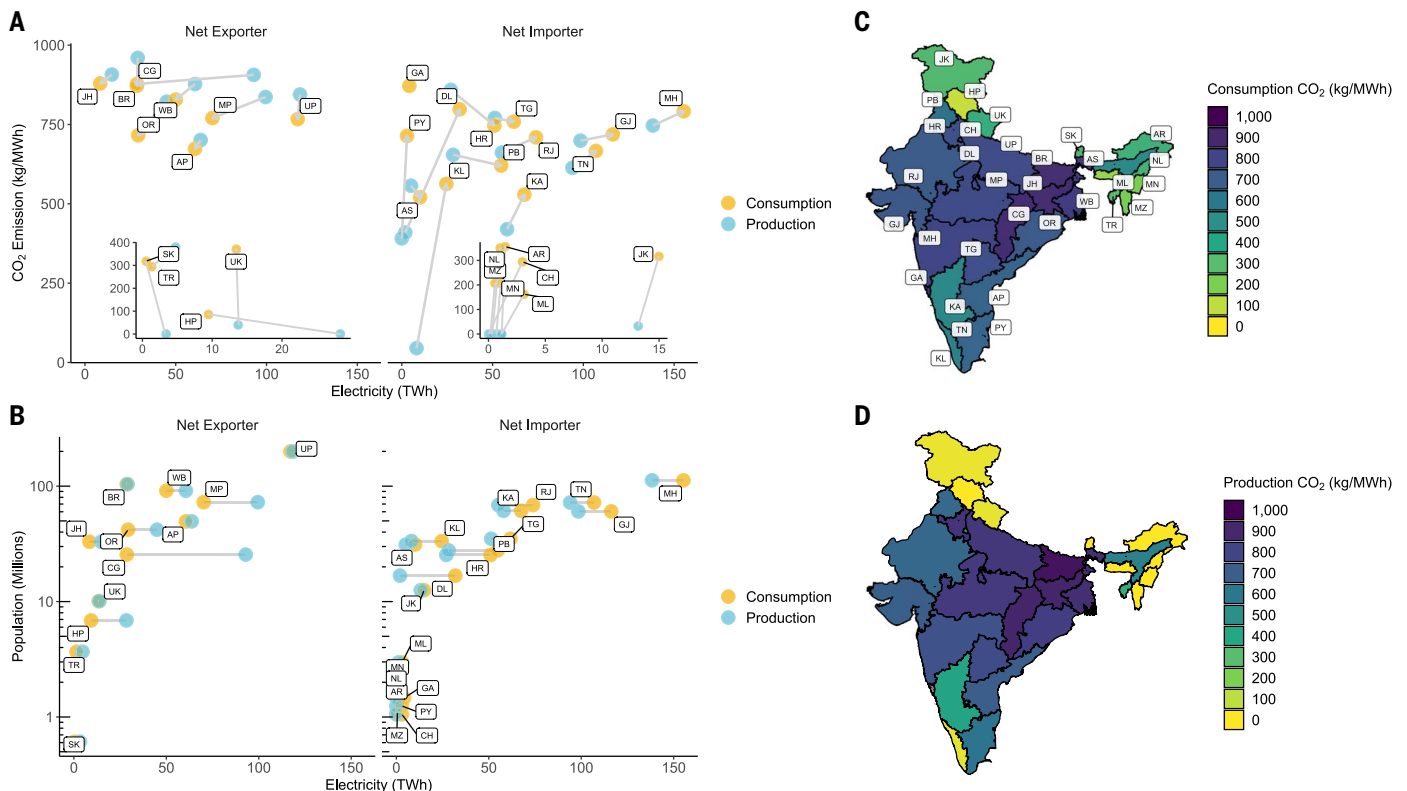 A
Net Exporter
Net Importer
CO₂ Emission (kg/MWh)
1000
750
500
250
0
JH
CG
BR
WB
OR
MP
AP
UP
400
300
200
100
0
SK
TR
UK
HP
0
10
20
0
50
100
150
GA
DL
PY
AS
KL
HR
TG
PB
RJ
KA
TN
GJ
MH
300
200
100
0
NL
MZ
AR
CH
MN
ML
JK
0
5
10
15
0
50
100
150
Electricity (TWh)
Consumption
Production
B
Net Exporter
Net Importer
Population (Millions)
100
10
1
UP
BR
WB
MP
JH
OR
AP
CG
UK
HP
TR
SK
0
50
100
150
KA
RJ
TN
MH
GJ
KL
TG
AS
PB
HR
JK
DL
ML
MN
NL
AR
GA
PY
MZ
CH
0
50
100
150
Electricity (TWh)
Consumption
Production
C
JK
HP
PB
UK
HR
CH
DL
UP
SK
AR
BR
AS
NL
RJ
MP
JH
ML
MN
WB
MZ
TR
CG
GJ
OR
MH
TG
GA
AP
KA
TN
PY
KL
Consumption CO₂ (kg/MWh)
1,000
900
800
700
600
500
400
300
200
100
0
D
Production CO₂ (kg/MWh)
1,000
900
800
700
600
500
400
300
200
100
0